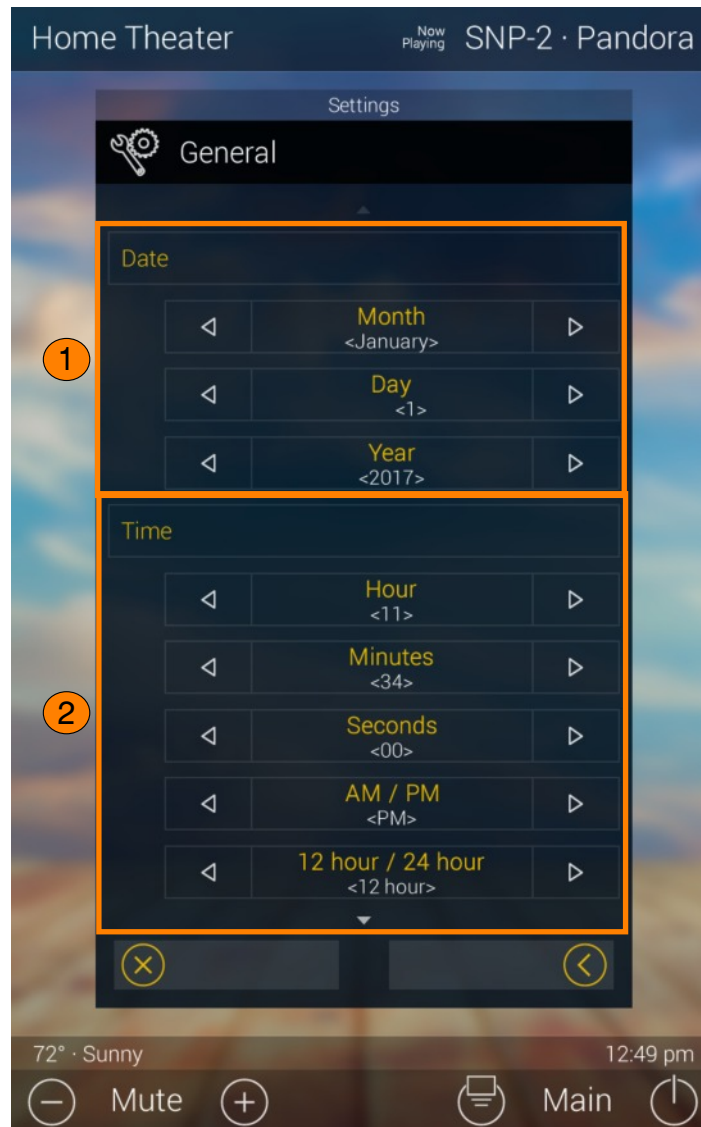 Home Theater
Now Playing SNP-2 · Pandora
Settings
General
Date
Month
<January>
Day
<1>
Year
<2017>
1
Time
Hour
<11>
Minutes
<34>
Seconds
<00>
AM / PM
<PM>
12 hour / 24 hour
<12 hour>
2
72° · Sunny
12:49 pm
Mute
Main